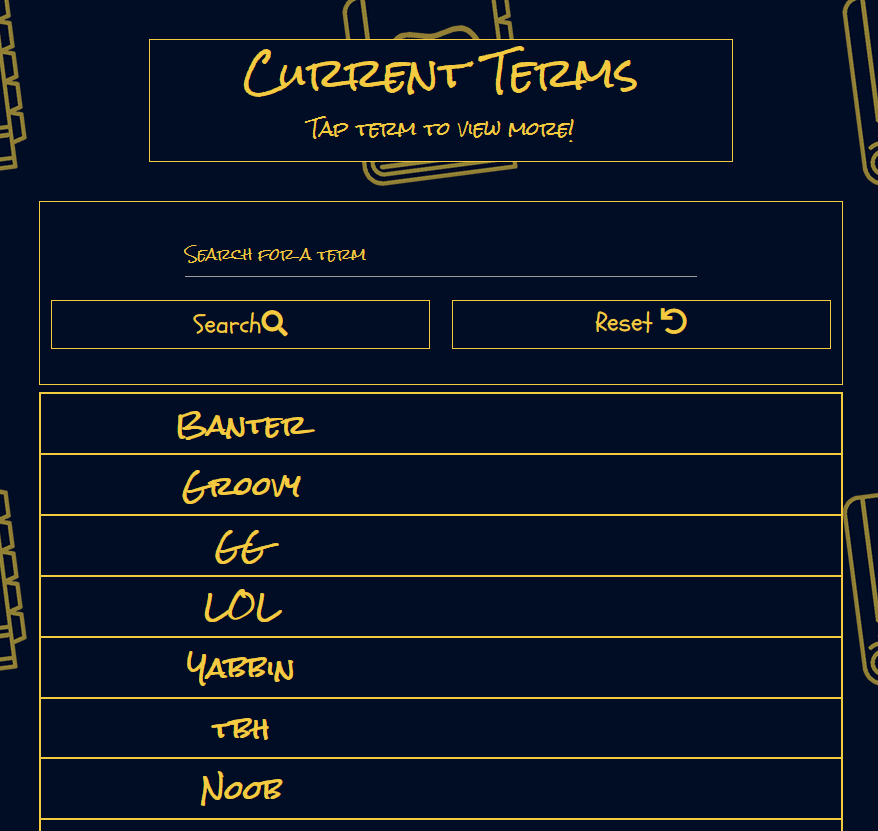 Current Terms
Tap term to view more!
Search for a term
Search
Reset
Banter
Groovy
GG
LOL
Yabbin
tbh
Noob